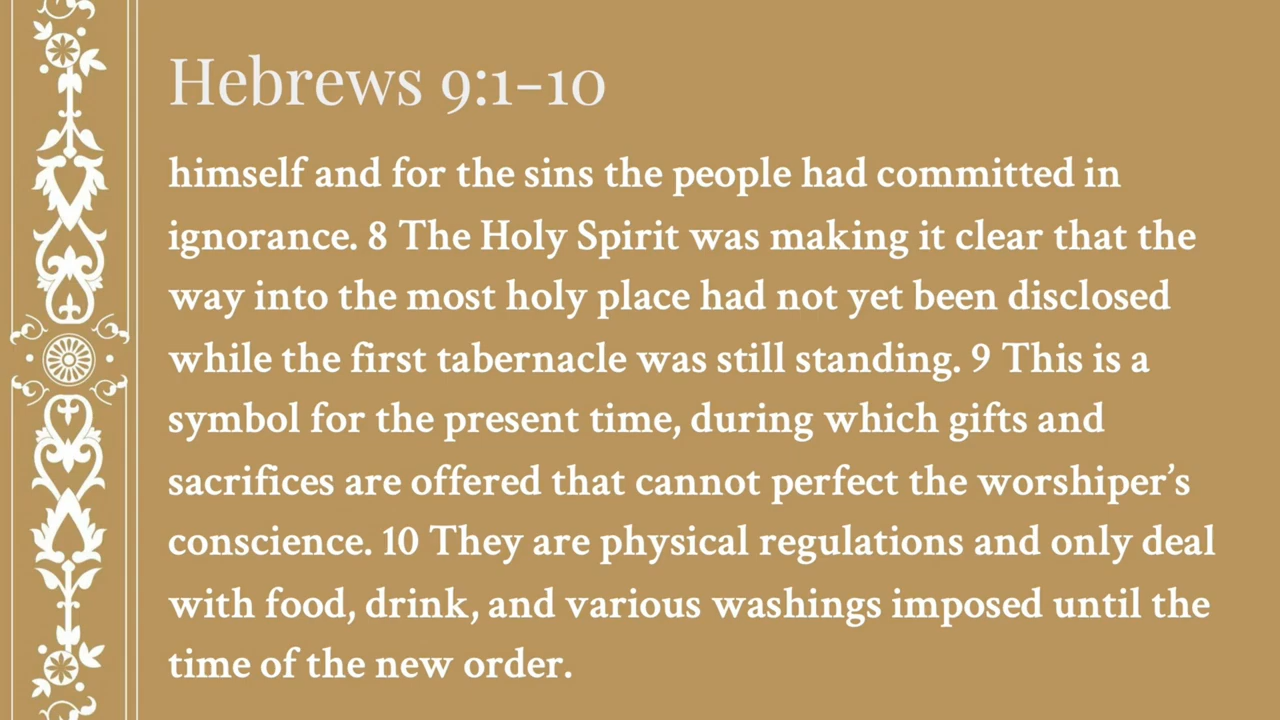 Hebrews 9:1-10
himself and for the sins the people had committed in
ignorance. 8 The Holy Spirit was making it clear that the
way into the most holy place had not yet been disclosed
while the first tabernacle was still standing. 9 This is a
symbol for the present time, during which gifts and
sacrifices are offered that cannot perfect the worshiper’s
conscience. 10 They are physical regulations and only deal
with food, drink, and various washings imposed until the
time of the new order.